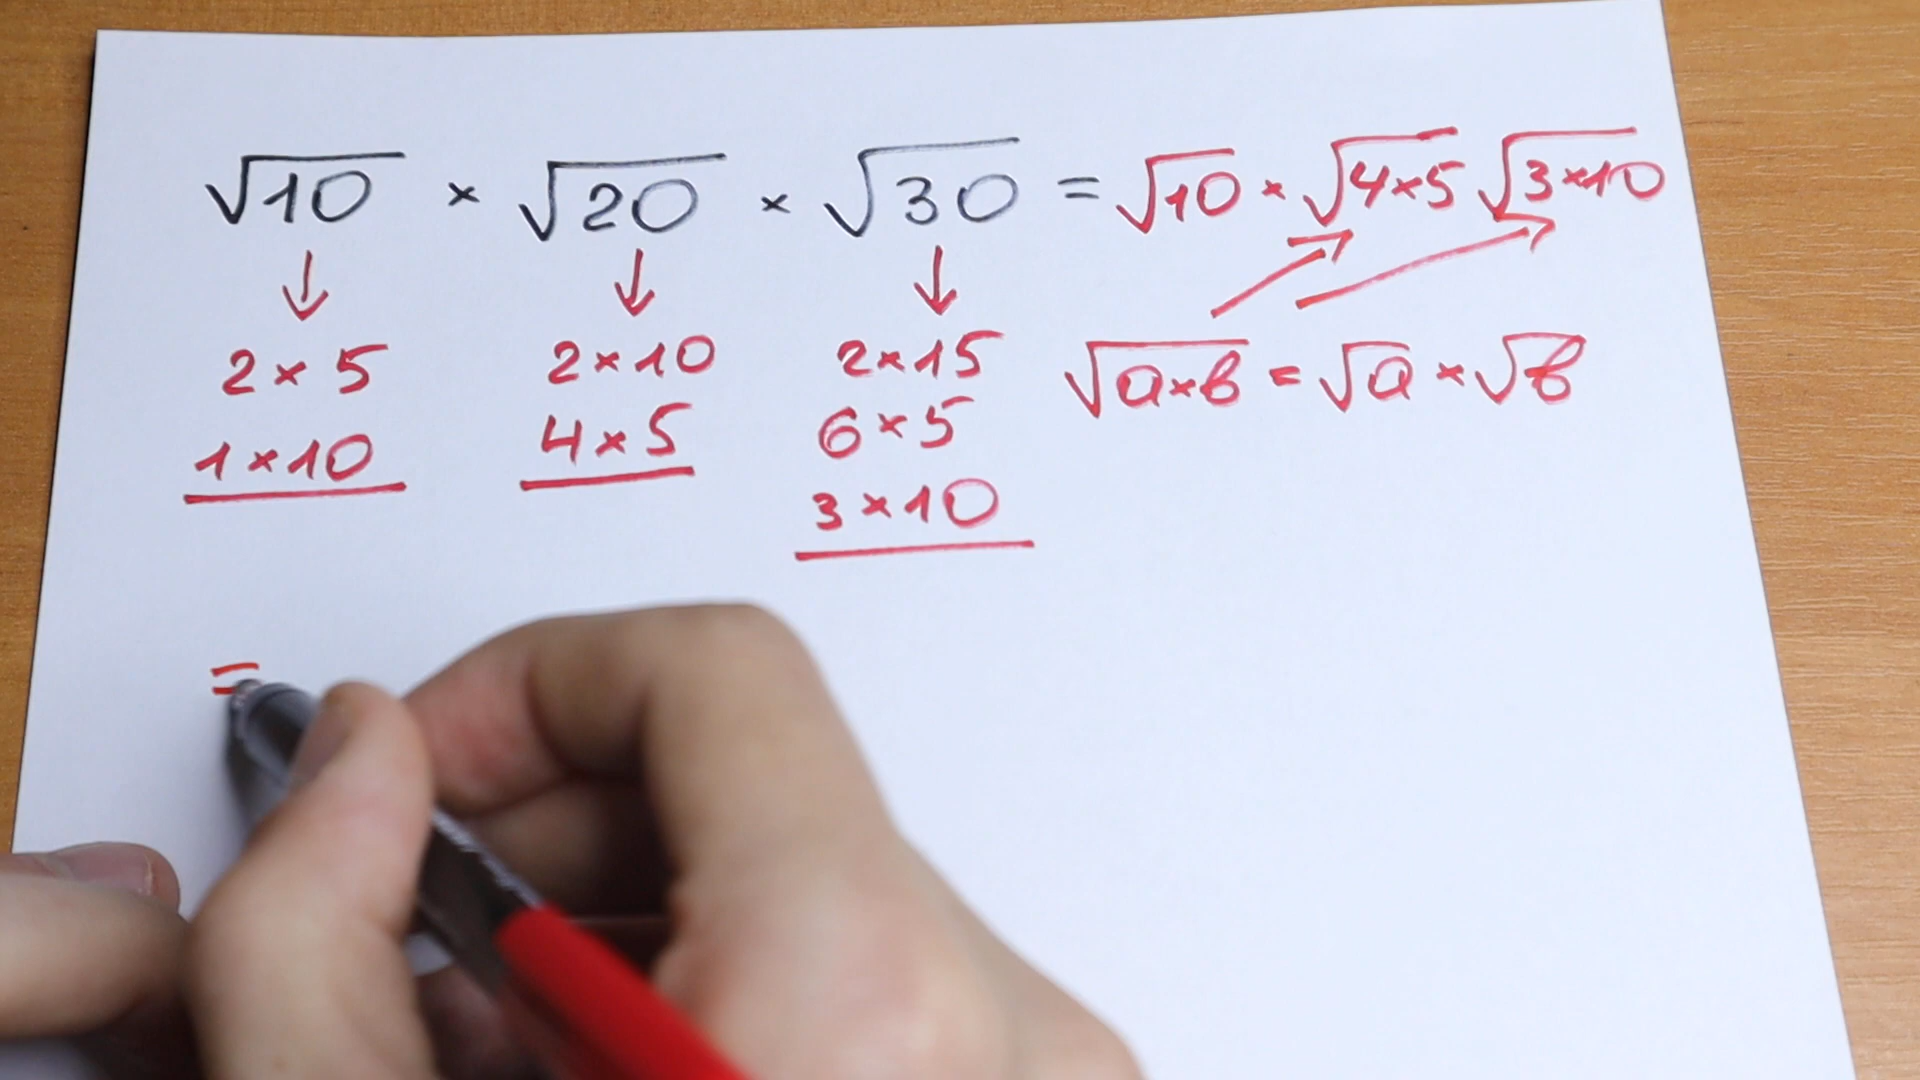 √10 × √20 × √30 = √10 × √4×5 √3×10
↓ ↓ ↓
2 × 5 2×10 2×15 √a×b = √a × √b
1×10 4×5 6×5
3×10
=